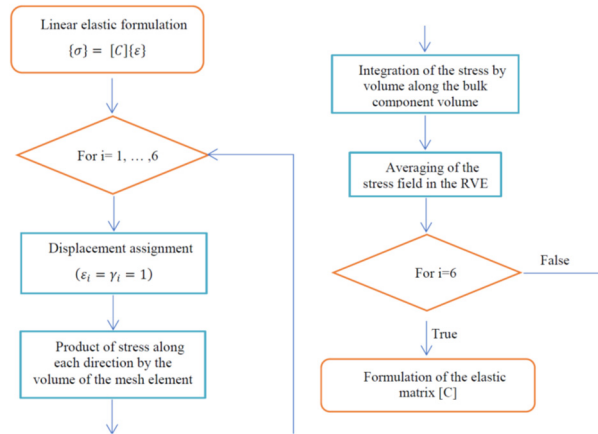 Linear elastic formulation
{σ} = [C]{ε}
For i= 1, … ,6
Displacement assignment
(εᵢ = γᵢ = 1)
Product of stress along
each direction by the
volume of the mesh element
Integration of the stress by
volume along the bulk
component volume
Averaging of the
stress field in the RVE
For i=6
False
True
Formulation of the elastic
matrix [C]